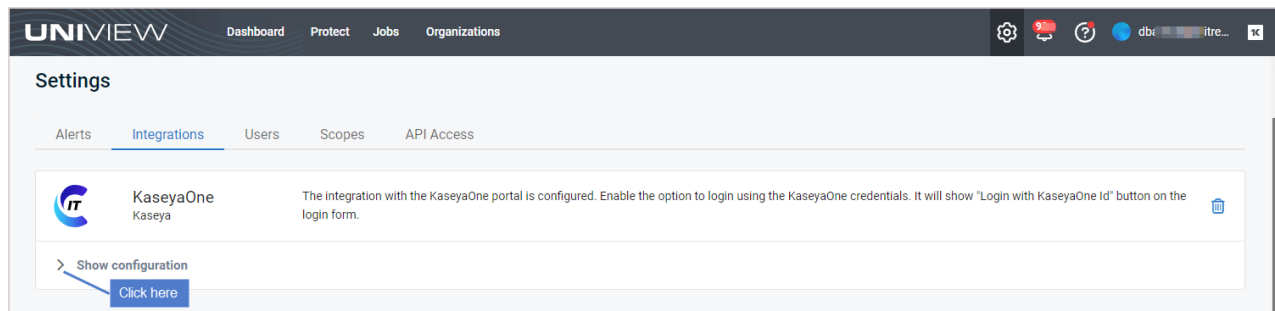 UNIVIEW Dashboard Protect Jobs Organizations
Settings
Alerts Integrations Users Scopes API Access
IT KaseyaOne
Kaseya
The integration with the KaseyaOne portal is configured. Enable the option to login using the KaseyaOne credentials. It will show "Login with KaseyaOne Id" button on the
login form.
Show configuration
Click here